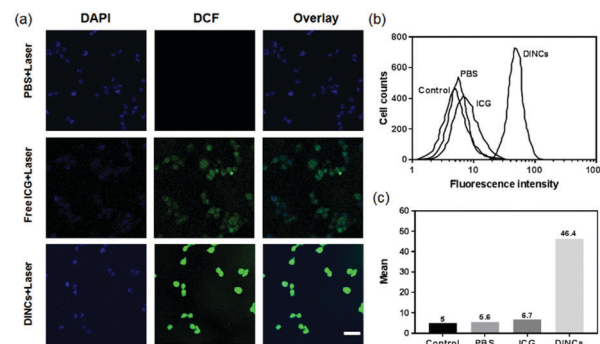 (a)
DAPI DCF Overlay
PBS+Laser
Free ICG+Laser
DINCs+Laser
(b)
800
600
400
200
0
Cell counts
Control
PBS
ICG
DINCs
1 10 100 100
Fluorescence intensity
(c)
60
50
40
30
20
10
0
Mean
5
5.6
6.7
46.4
Control PBS ICG DINCs